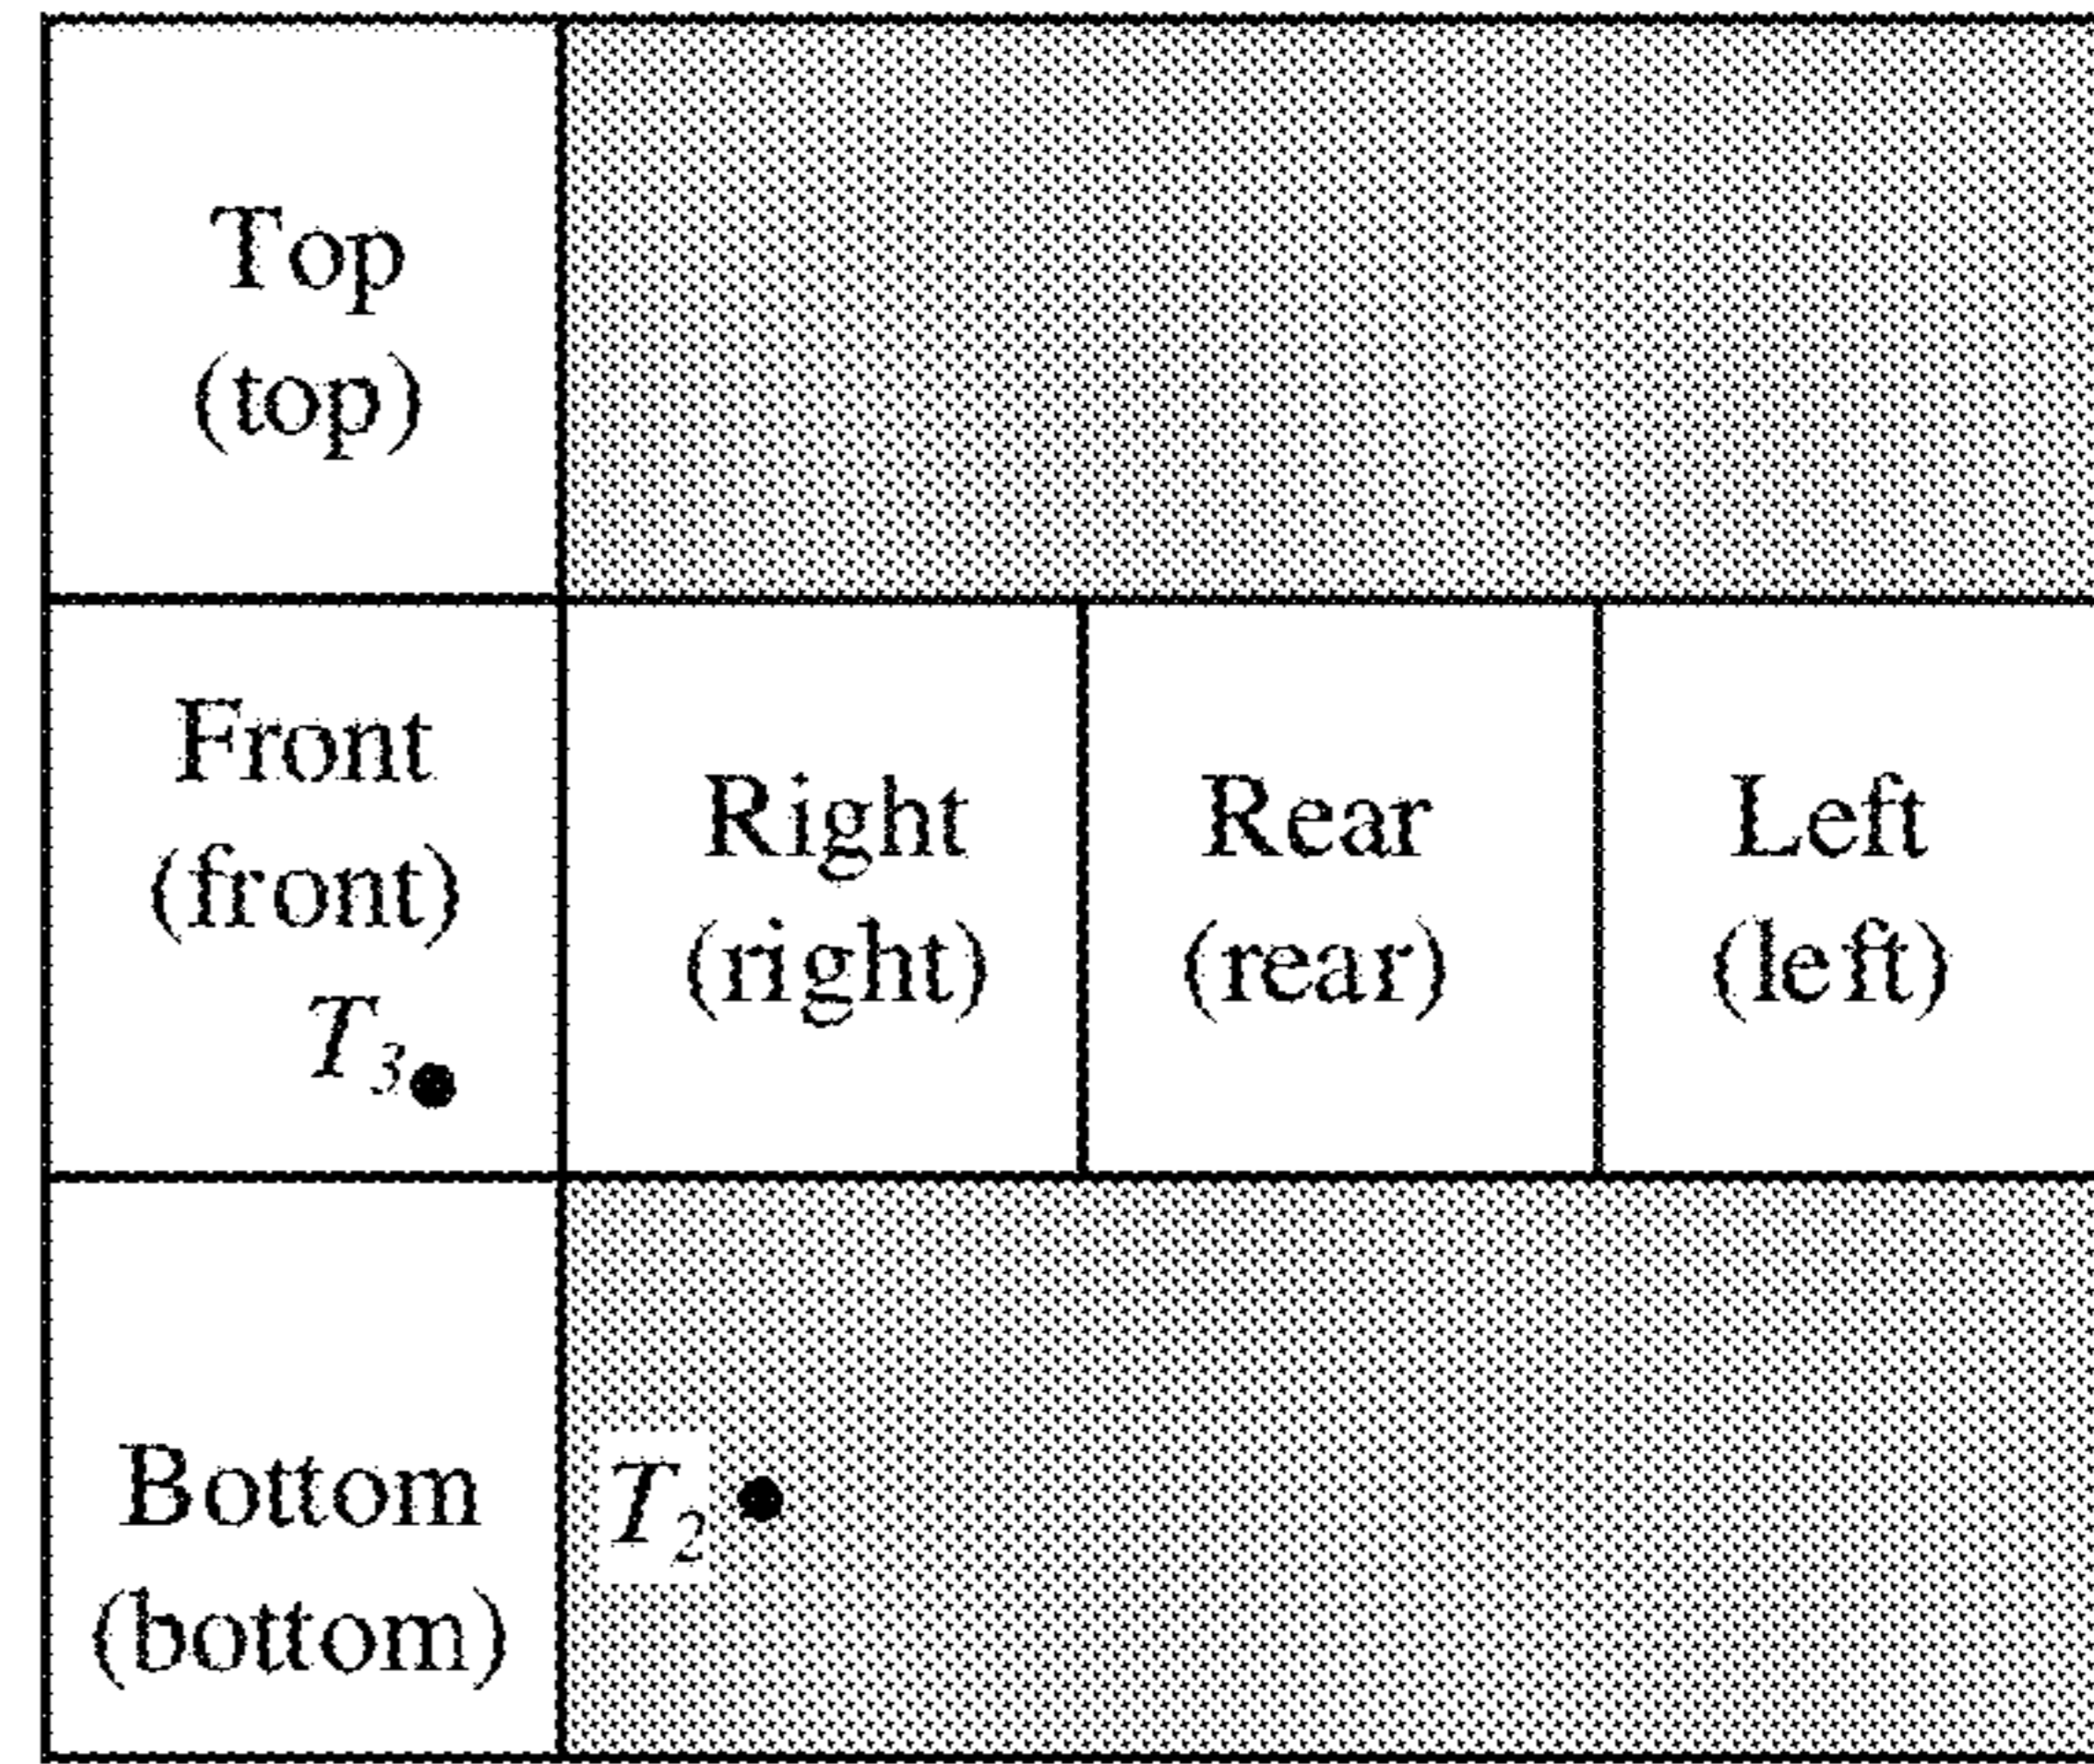 Top
(top)
Front
(front)
T3
Right
(right)
Rear
(rear)
Left
(left)
Bottom
(bottom)
T2